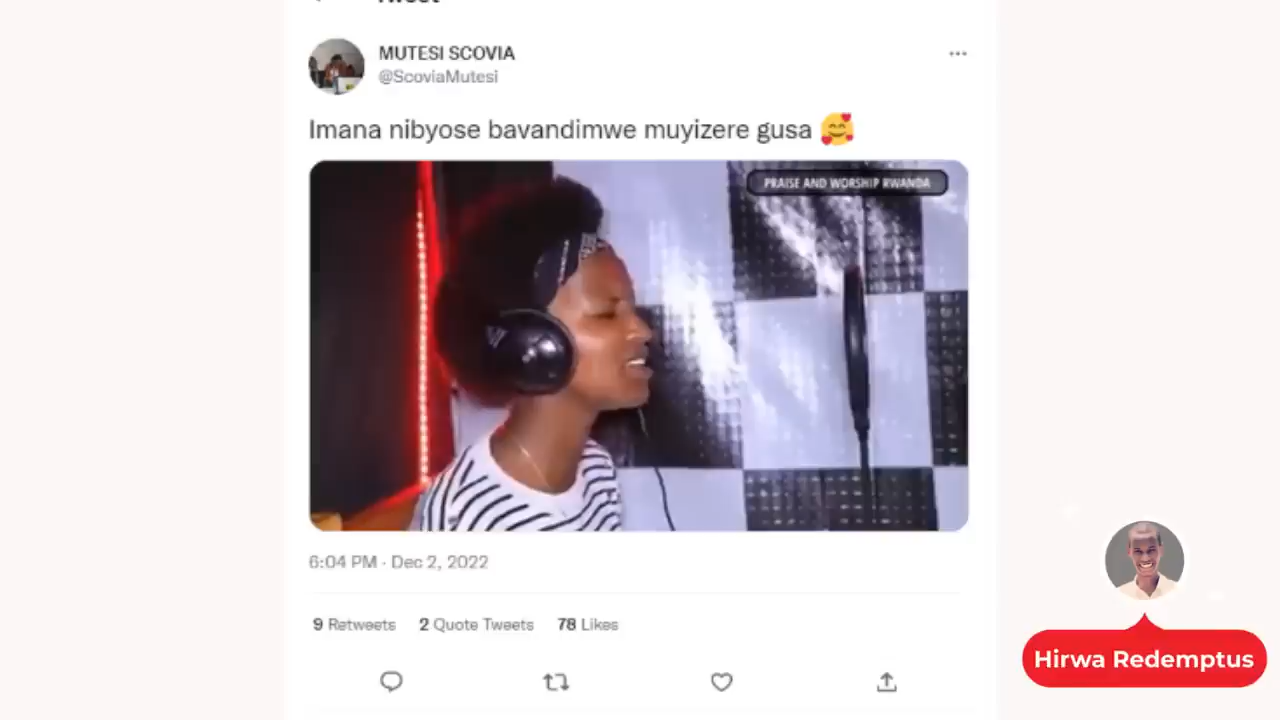 Tweet
MUTESI SCOVIA
@ScoviaMutesi
Imana nibyose bavandimwe muyizere gusa 🥰
PRAISE AND WORSHIP RWANDA
6:04 PM · Dec 2, 2022
9 Retweets 2 Quote Tweets 78 Likes
Hirwa Redemptus